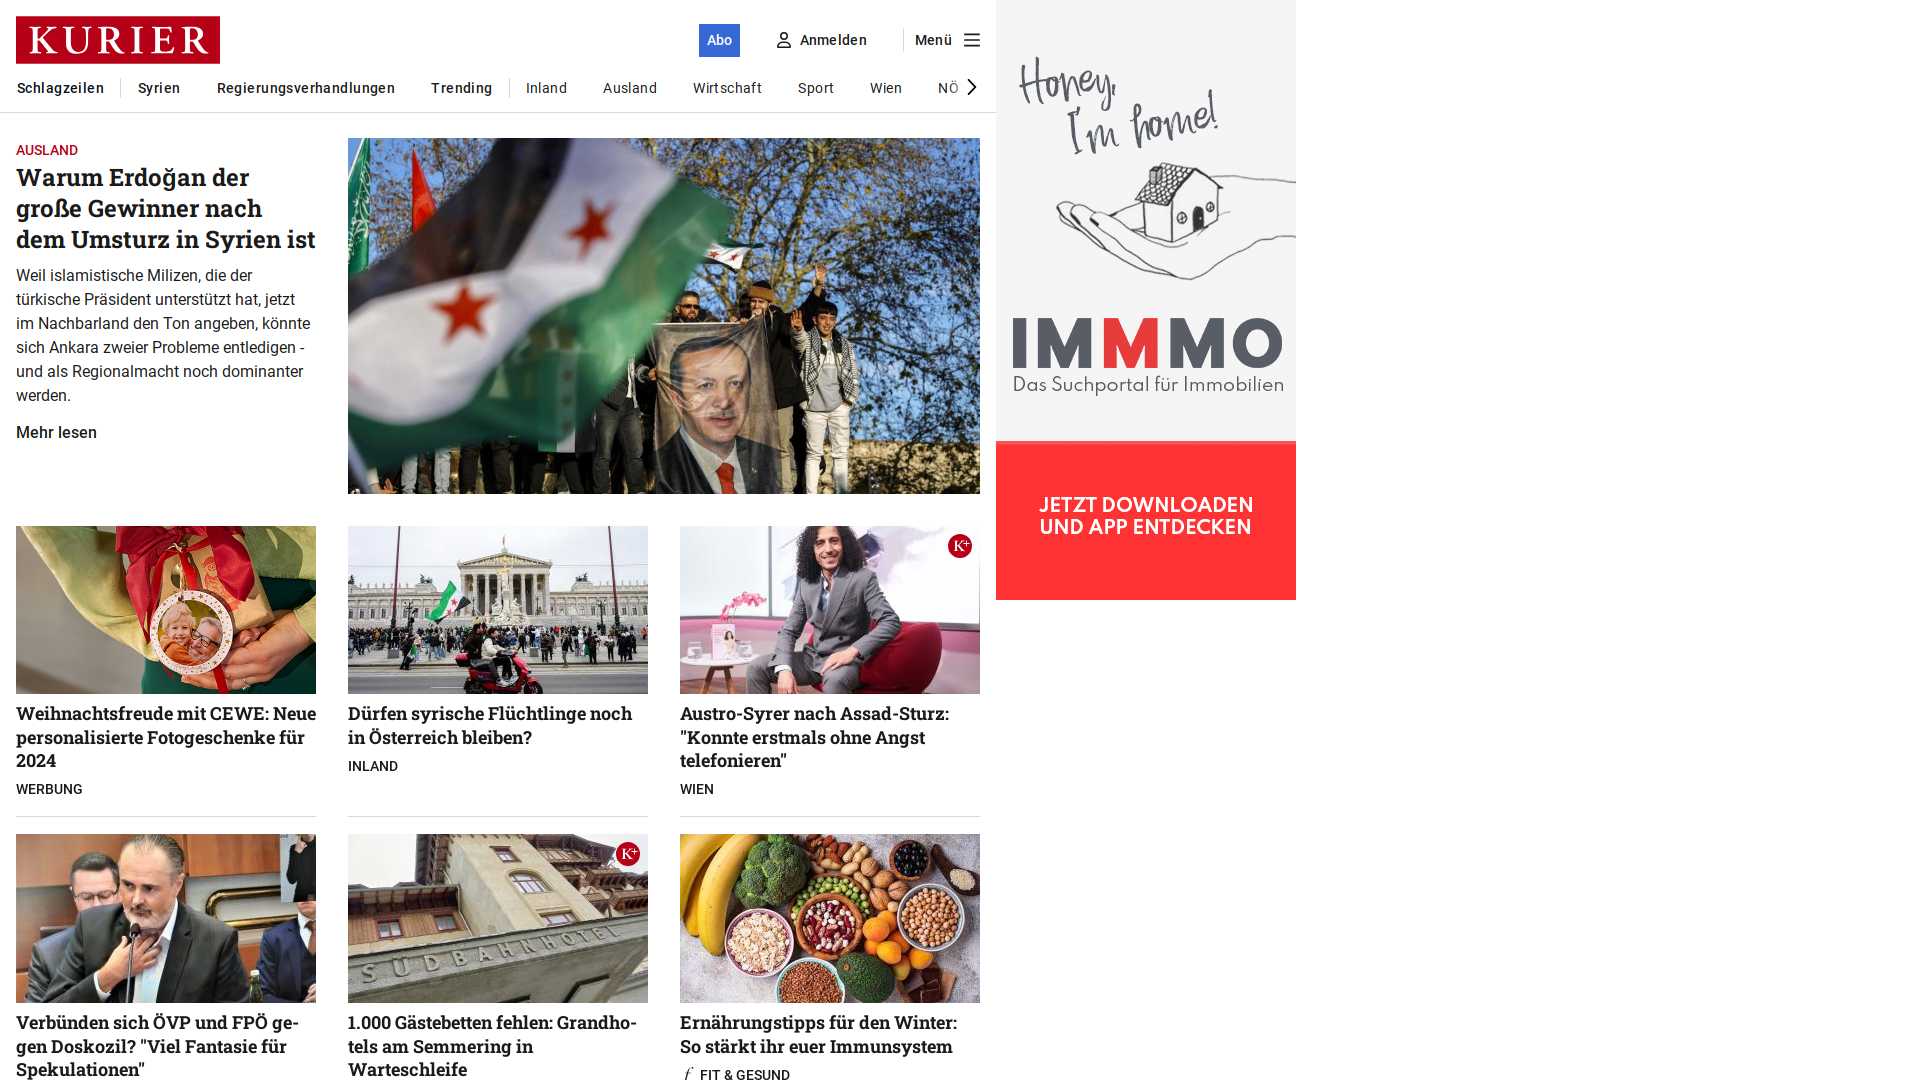 KURIER
Abo
Anmelden
Menü
Schlagzeilen
Syrien
Regierungsverhandlungen
Trending
Inland
Ausland
Wirtschaft
Sport
Wien
NÖ
AUSLAND
Warum Erdoğan der
große Gewinner nach
dem Umsturz in Syrien ist
Weil islamistische Milizen, die der
türkische Präsident unterstützt hat, jetzt
im Nachbarland den Ton angeben, könnte
sich Ankara zweier Probleme entledigen -
und als Regionalmacht noch dominanter
werden.
Mehr lesen
Honey,
I'm home!
IMMMO
Das Suchportal für Immobilien
JETZT DOWNLOADEN
UND APP ENTDECKEN
Weihnachtsfreude mit CEWE: Neue
personalisierte Fotogeschenke für
2024
WERBUNG
Dürfen syrische Flüchtlinge noch
in Österreich bleiben?
INLAND
K+
Austro-Syrer nach Assad-Sturz:
"Konnte erstmals ohne Angst
telefonieren"
WIEN
Verbünden sich ÖVP und FPÖ ge-
gen Doskozil? "Viel Fantasie für
Spekulationen"
K+
SÜDBAHNHOTEL
1.000 Gästebetten fehlen: Grandho-
tels am Semmering in
Warteschleife
Ernährungstipps für den Winter:
So stärkt ihr euer Immunsystem
f FIT & GESUND